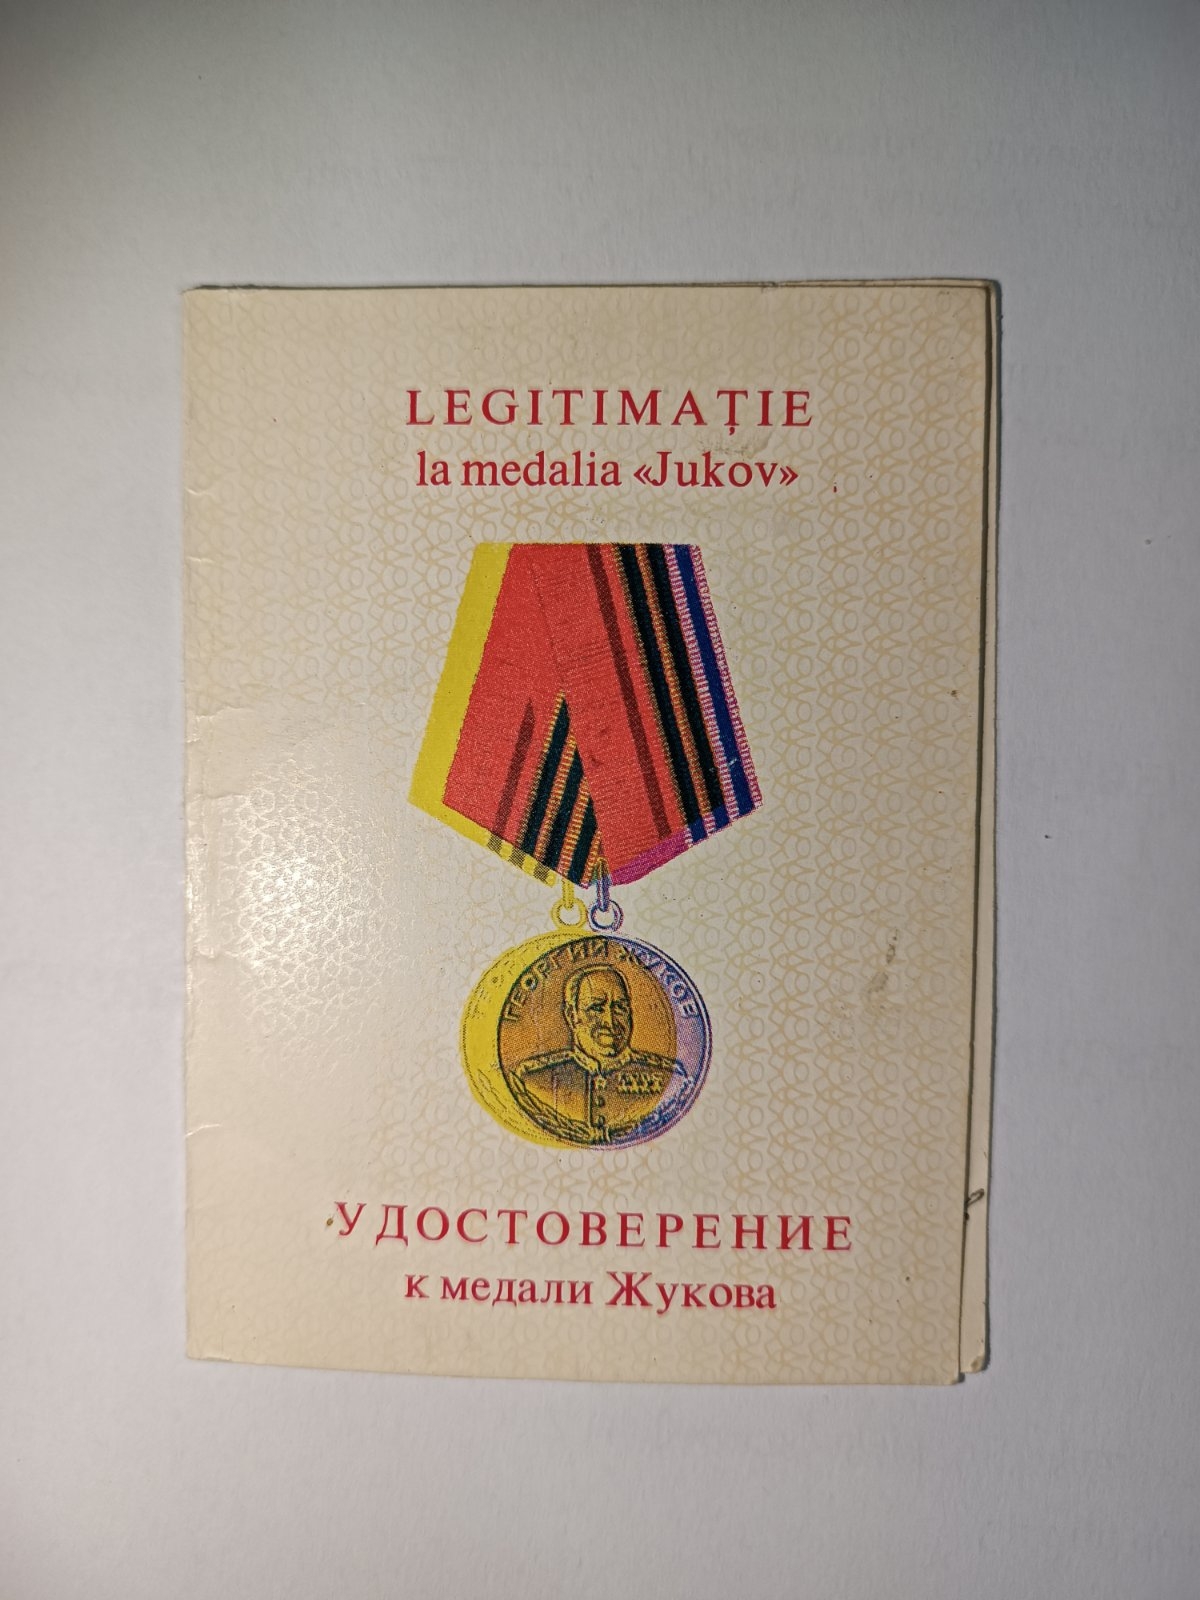 LEGITIMAȚIE
la medalia «Jukov»
ГЕОРГИЙ ЖУКОВ
УДОСТОВЕРЕНИЕ
к медали Жукова